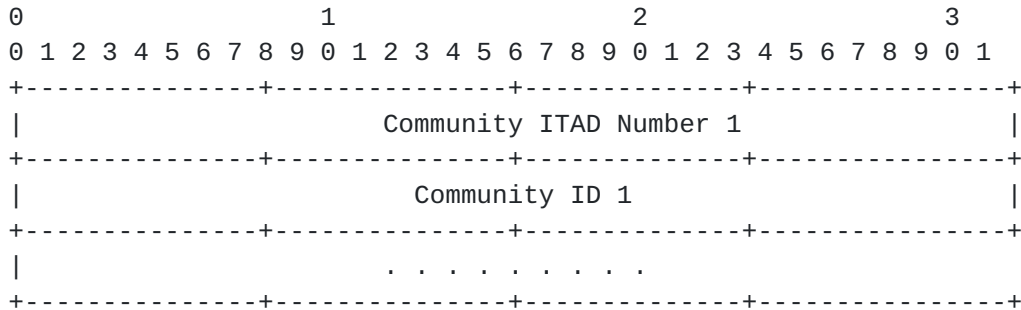 0                   1                   2                   3
0 1 2 3 4 5 6 7 8 9 0 1 2 3 4 5 6 7 8 9 0 1 2 3 4 5 6 7 8 9 0 1
+---------------+---------------+--------------+----------------+
|                       Community ITAD Number 1                 |
+---------------+---------------+--------------+----------------+
|                         Community ID 1                        |
+---------------+---------------+--------------+----------------+
|                       . . . . . . . . .
+---------------+---------------+--------------+----------------+